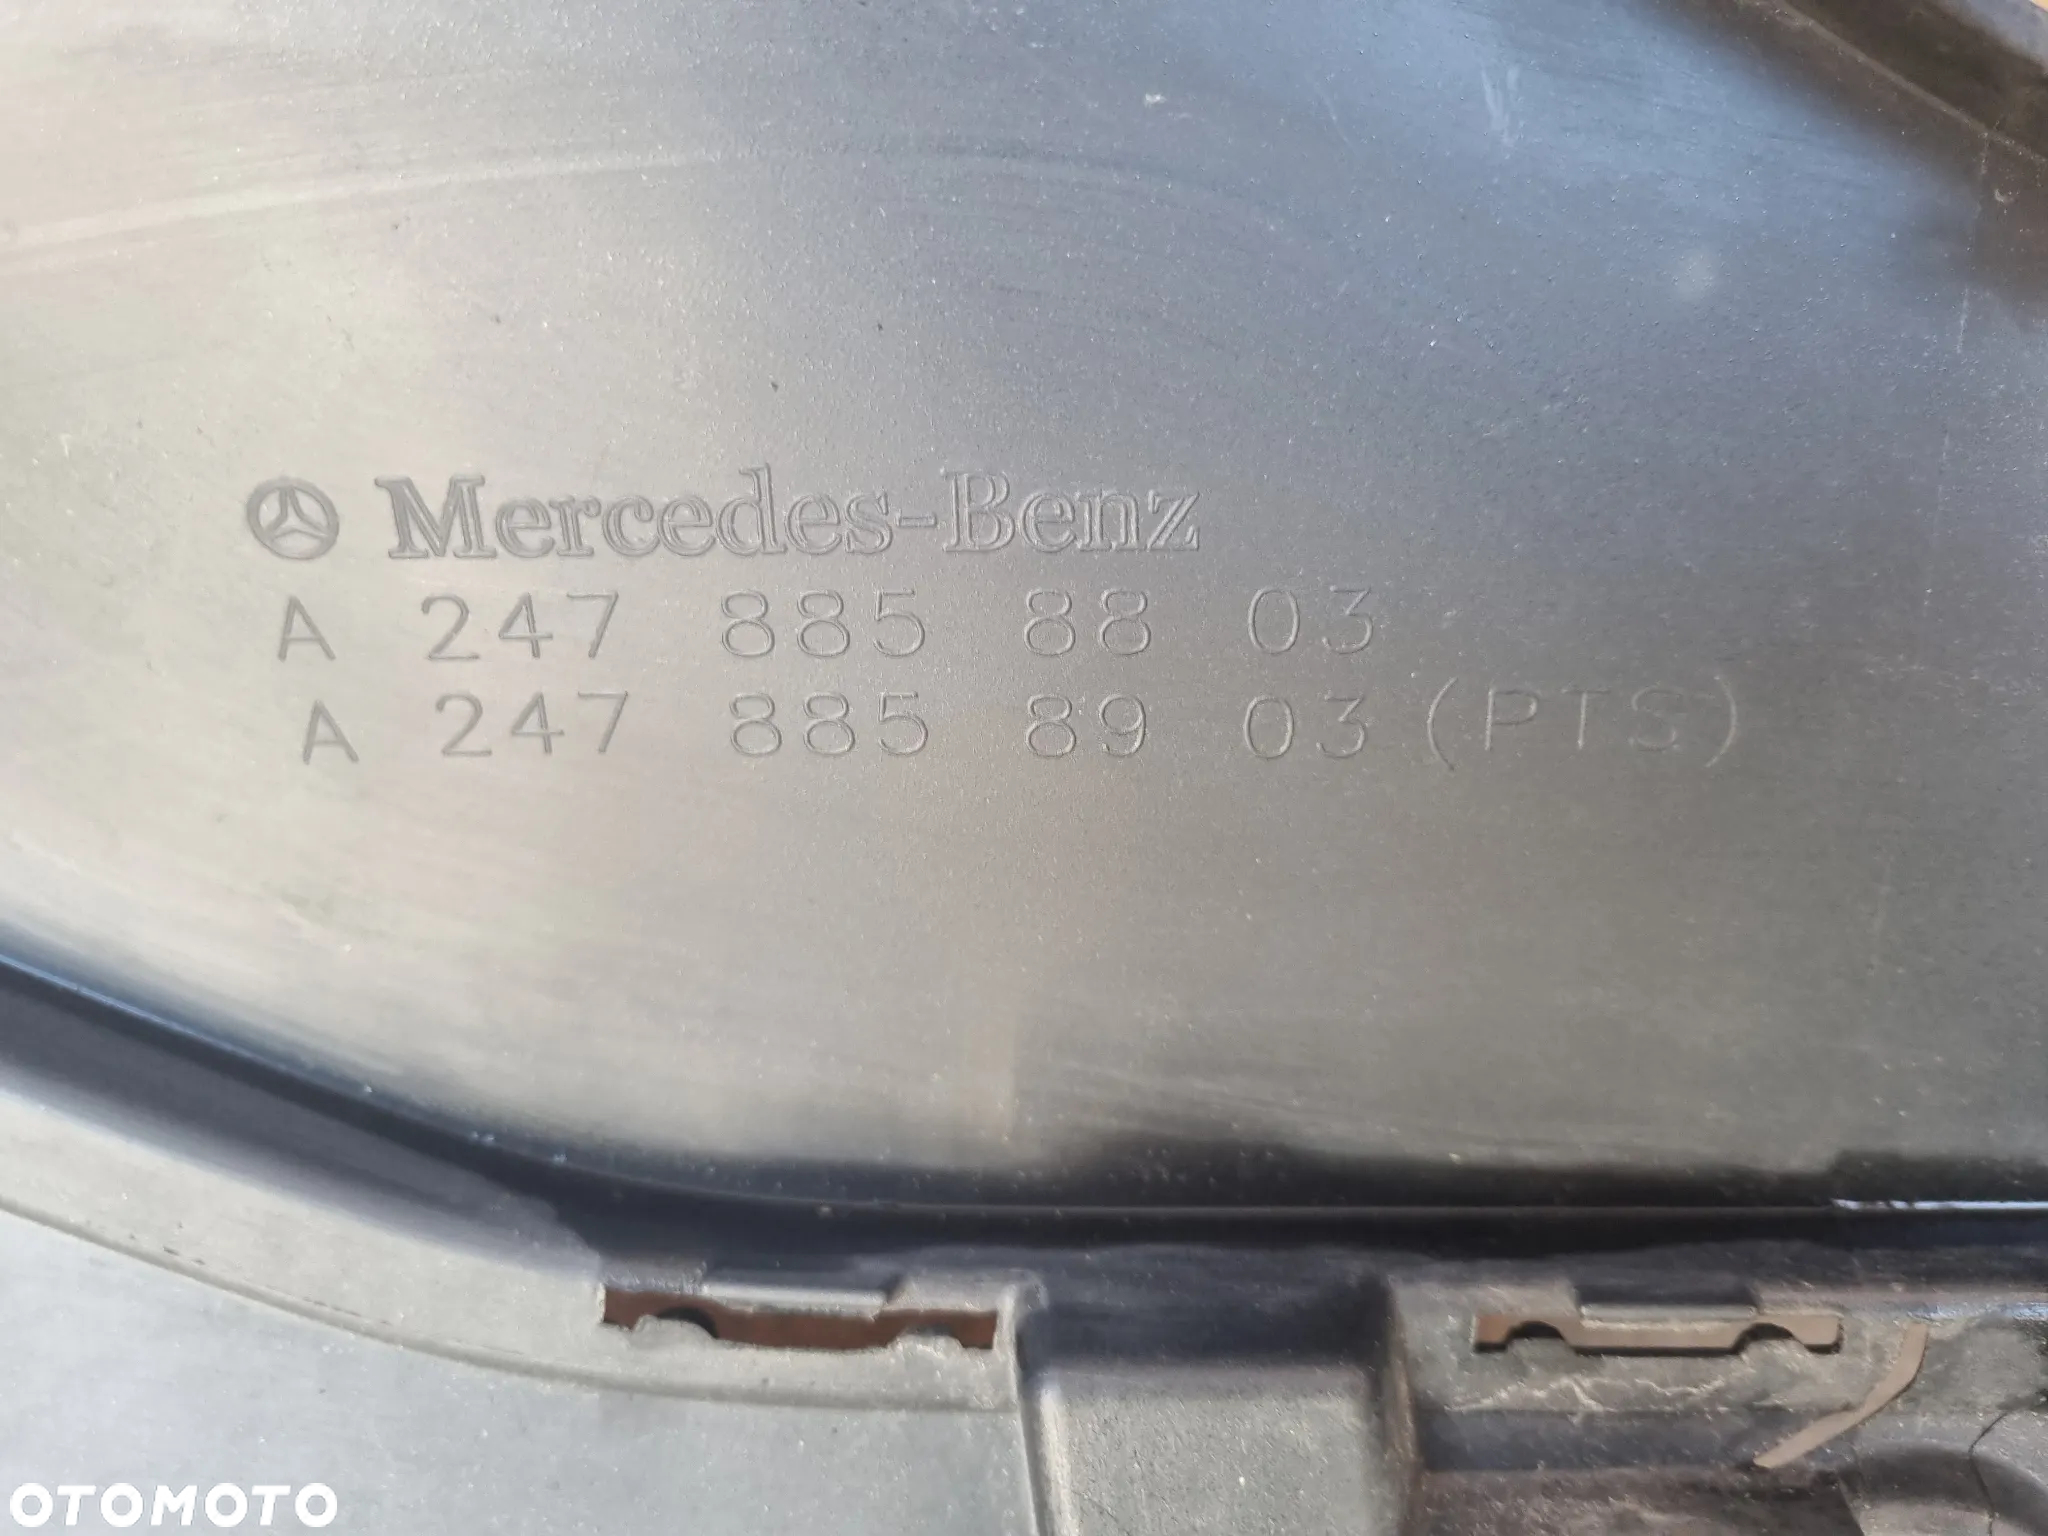 Mercedes-Benz
A 247 885 88 03
A 247 885 89 03 (PTS)
OTOMOTO